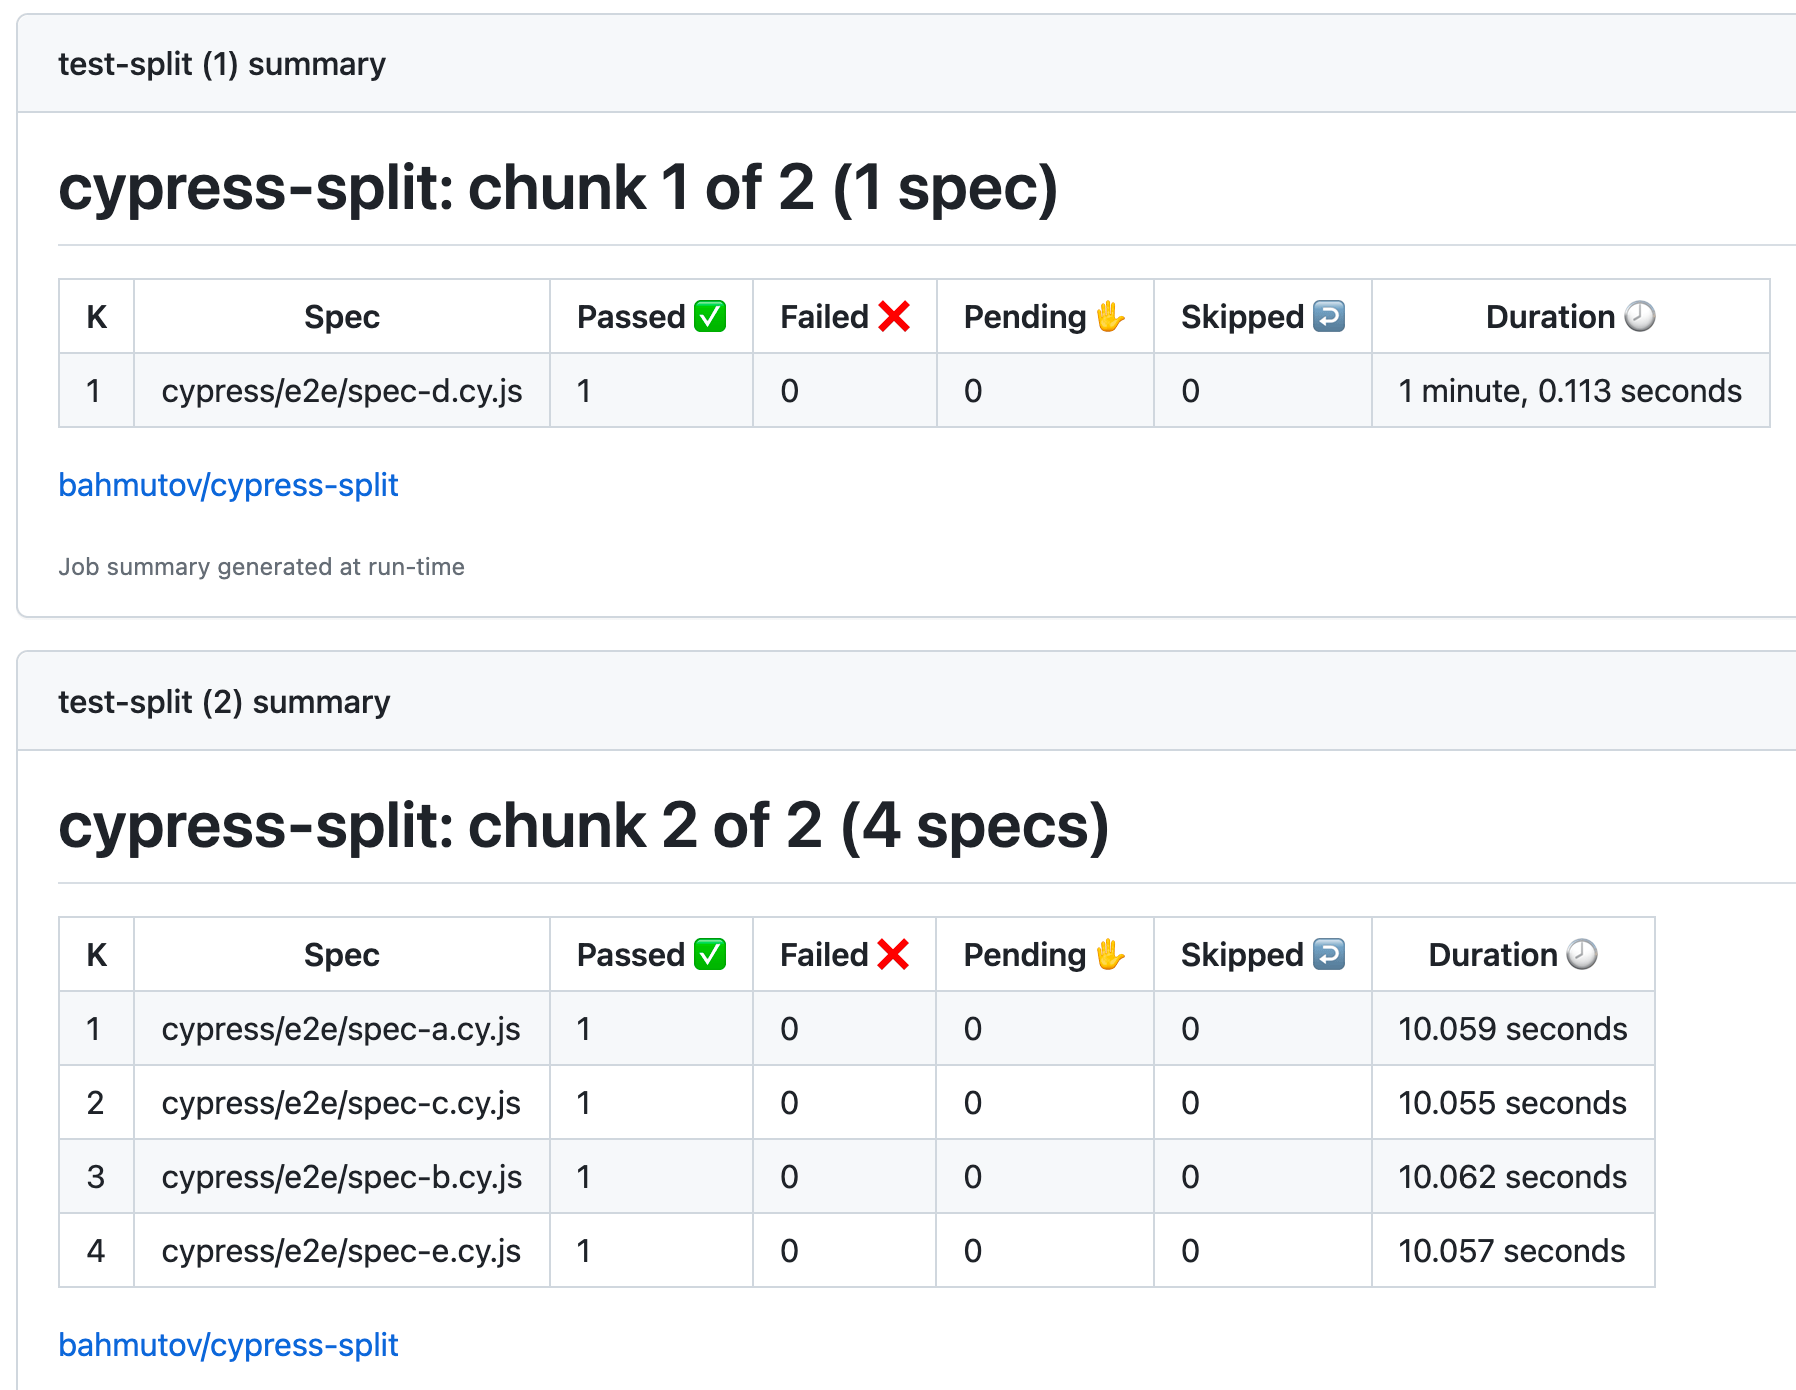 test-split (1) summary
cypress-split: chunk 1 of 2 (1 spec)
K Spec Passed ✅ Failed ❌ Pending ✋ Skipped ↩️ Duration 🕗
1 cypress/e2e/spec-d.cy.js 1 0 0 0 1 minute, 0.113 seconds
bahmutov/cypress-split
Job summary generated at run-time
test-split (2) summary
cypress-split: chunk 2 of 2 (4 specs)
K Spec Passed ✅ Failed ❌ Pending ✋ Skipped ↩️ Duration 🕗
1 cypress/e2e/spec-a.cy.js 1 0 0 0 10.059 seconds
2 cypress/e2e/spec-c.cy.js 1 0 0 0 10.055 seconds
3 cypress/e2e/spec-b.cy.js 1 0 0 0 10.062 seconds
4 cypress/e2e/spec-e.cy.js 1 0 0 0 10.057 seconds
bahmutov/cypress-split